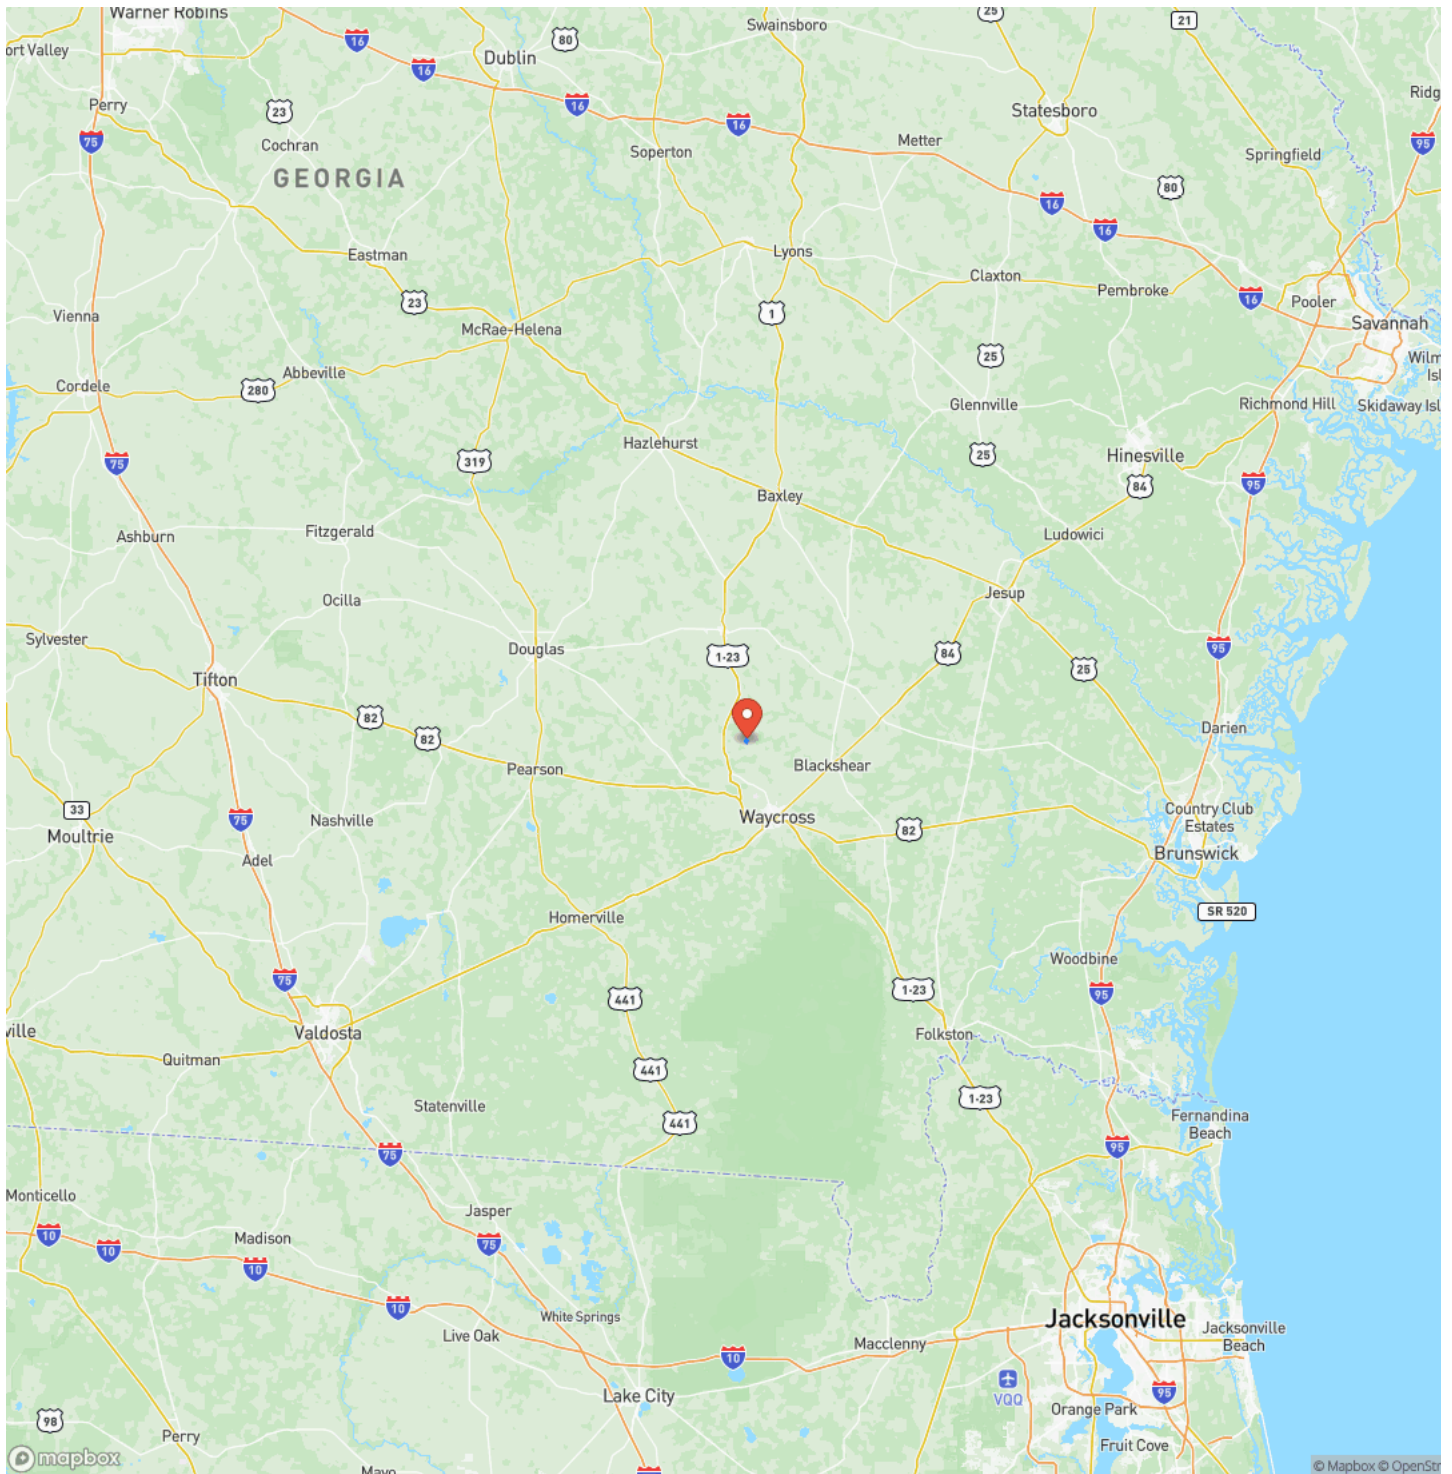 Warner Robins
25
21
Swainsboro
80
16
ort Valley
Dublin
16
Ridg
Perry
23
16
Statesboro
16
75
Cochran
Soperton
Metter
95
Springfield
GEORGIA
80
16
16
Eastman
Lyons
Claxton
Pembroke
23
16
Pooler
Vienna
1
McRae-Helena
Savannah
25
Wilm
Isl
Abbeville
Cordele
280
Glennville
Richmond Hill
Skidaway Isl
Hazlehurst
319
25
Hinesville
75
84
95
Baxley
Fitzgerald
Ashburn
Ludowici
Ocilla
Jesup
Sylvester
Douglas
1-23
84
95
25
Tifton
82
82
Darien
Pearson
Blackshear
33
Nashville
75
Waycross
Country Club
Estates
82
Moultrie
Adel
Brunswick
Homerville
SR 520
Woodbine
75
441
1-23
95
ville
Valdosta
Folkston
Quitman
441
1-23
Statenville
441
Fernandina
Beach
75
95
Monticello
Jasper
10
10
Madison
75
10
10
White Springs
Jacksonville
Jacksonville
Beach
Live Oak
Macclenny
10
VQQ
95
Lake City
Orange Park
98
Perry
Fruit Cove
mapbox
Mayo
© Mapbox © OpenStr